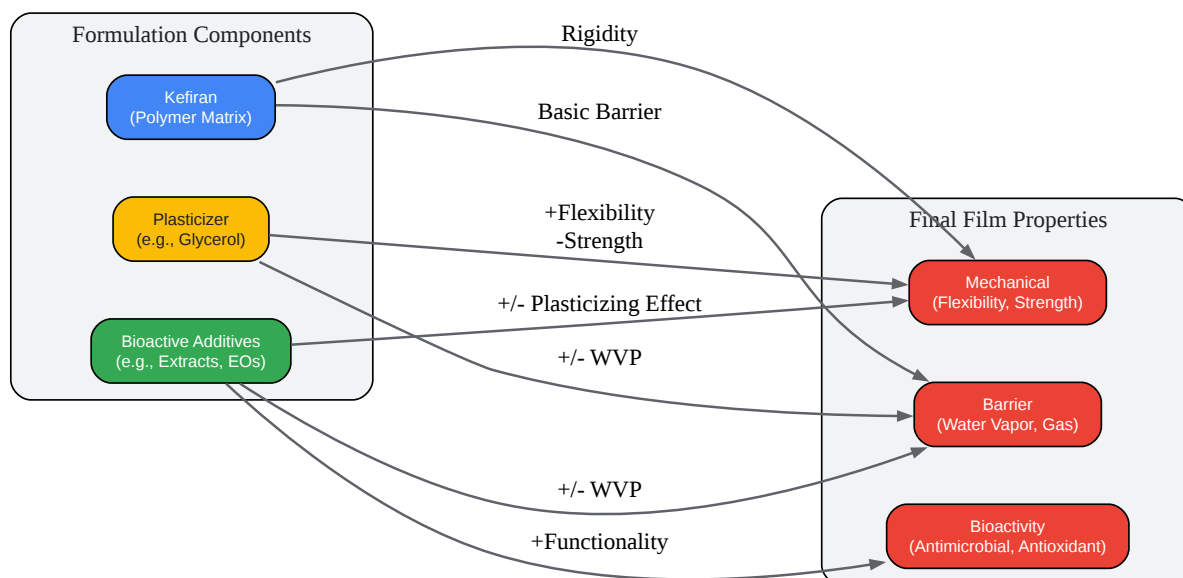 Formulation Components
Kefiran
(Polymer Matrix)
Plasticizer
(e.g., Glycerol)
Bioactive Additives
(e.g., Extracts, EOs)
Rigidity
Basic Barrier
+Flexibility
-Strength
+/- Plasticizing Effect
+/- WVP
+/- WVP
+Functionality
Final Film Properties
Mechanical
(Flexibility, Strength)
Barrier
(Water Vapor, Gas)
Bioactivity
(Antimicrobial, Antioxidant)